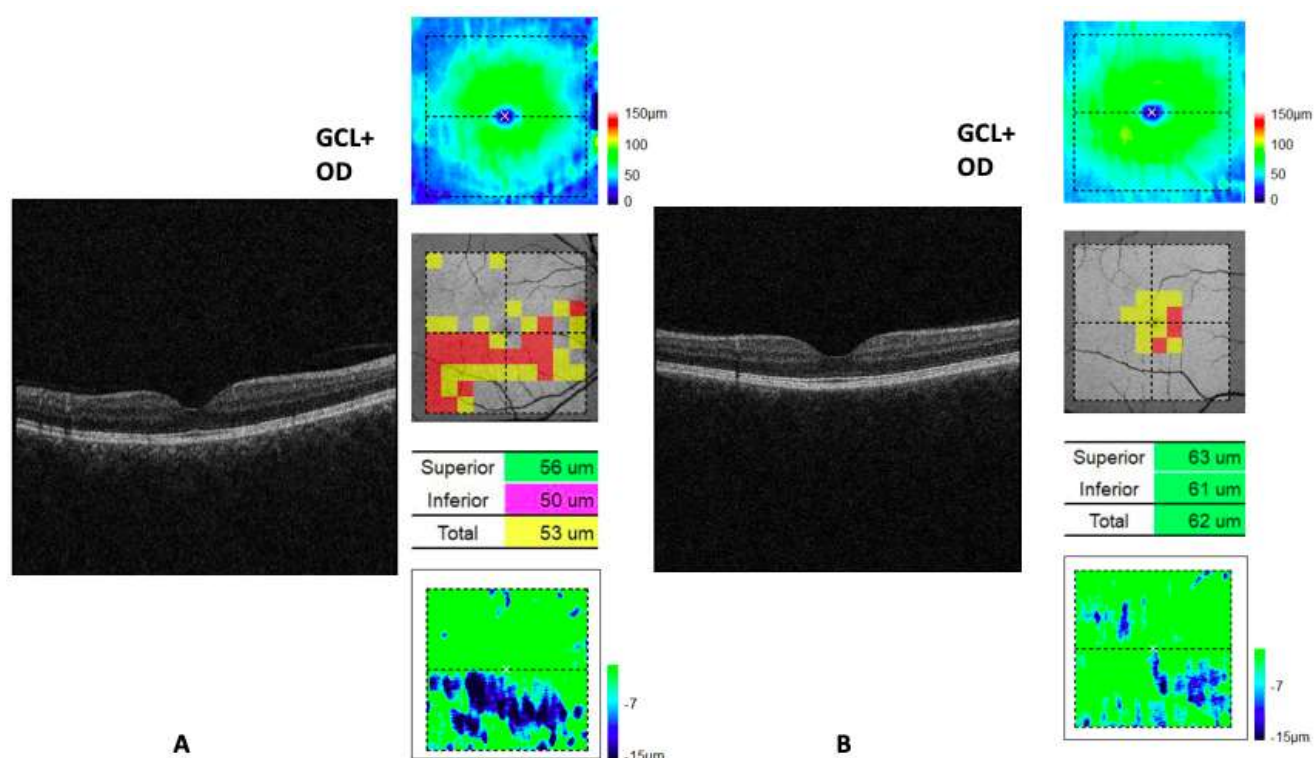 GCL+
OD
150µm
100
50
0
Superior 56 um
Inferior 50 um
Total 53 um
-7
-15µm
A
GCL+
OD
150µm
100
50
0
Superior 63 um
Inferior 61 um
Total 62 um
-7
-15µm
B